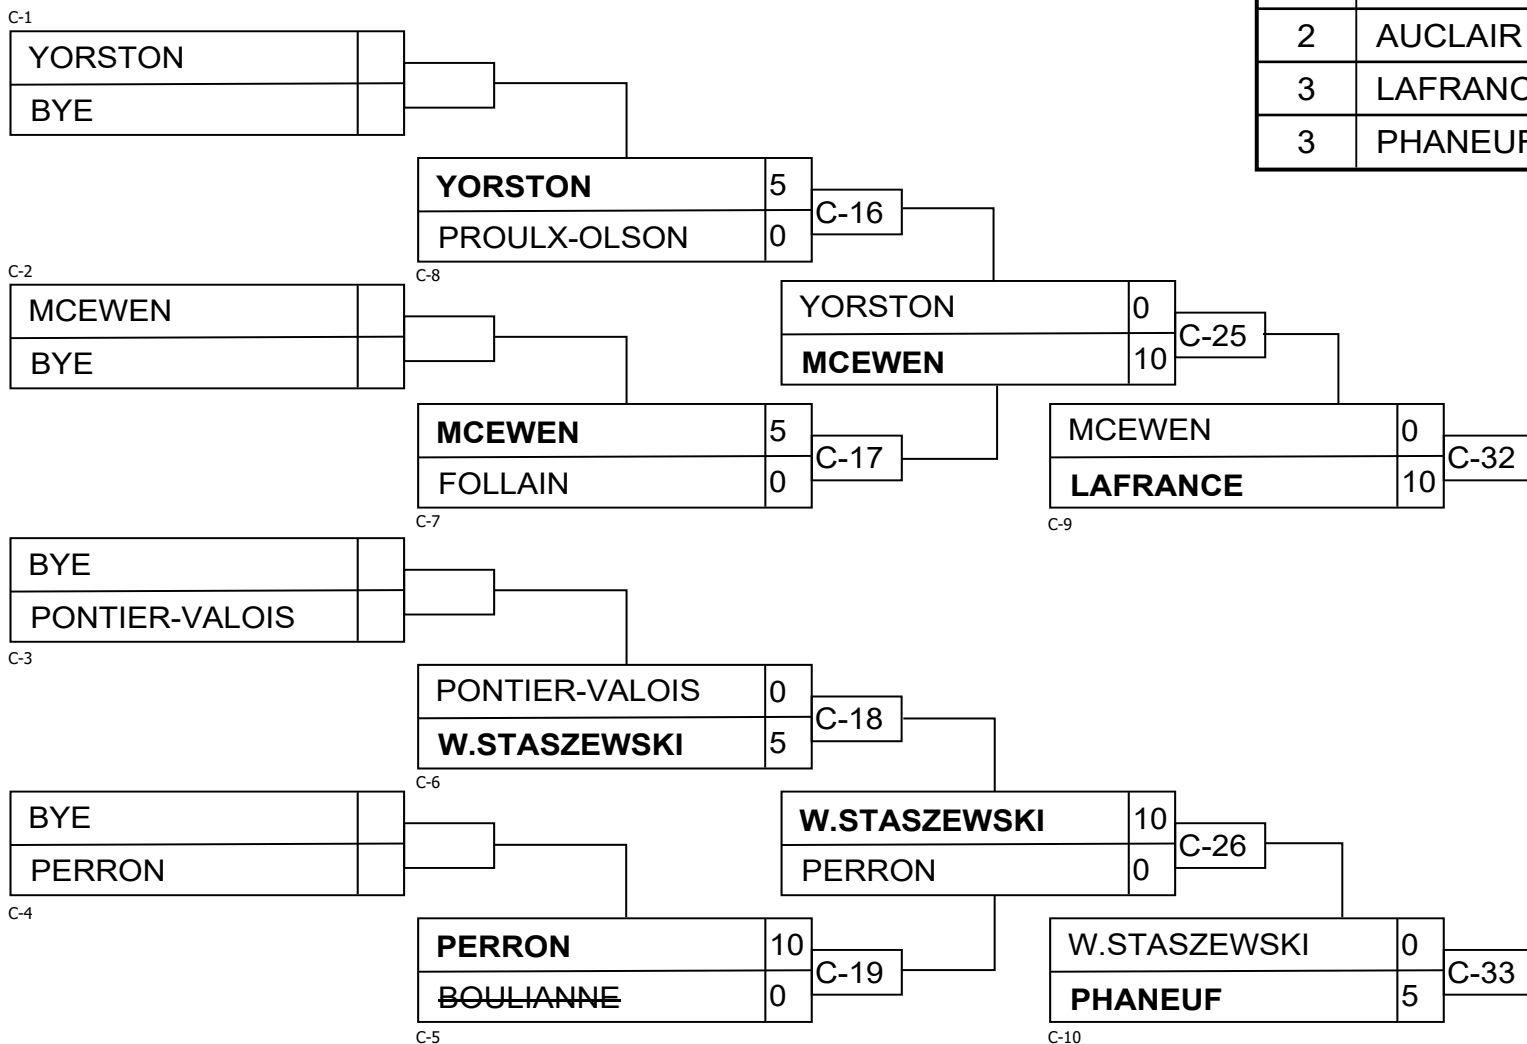 C-1
YORSTON
BYE
2 AUCLAIR
3 LAFRANC
3 PHANEUF
YORSTON 5
PROULX-OLSON 0
C-16
C-8
C-2
MCEWEN
BYE
YORSTON 0
MCEWEN 10
C-25
MCEWEN 5
FOLLAIN 0
C-17
C-7
MCEWEN 0
LAFRANCE 10
C-32
C-9
BYE
PONTIER-VALOIS
C-3
PONTIER-VALOIS 0
W.STASZEWSKI 5
C-18
C-6
BYE
PERRON
C-4
W.STASZEWSKI 10
PERRON 0
C-26
PERRON 10
BOULIANNE 0
C-19
C-5
W.STASZEWSKI 0
PHANEUF 5
C-33
C-10